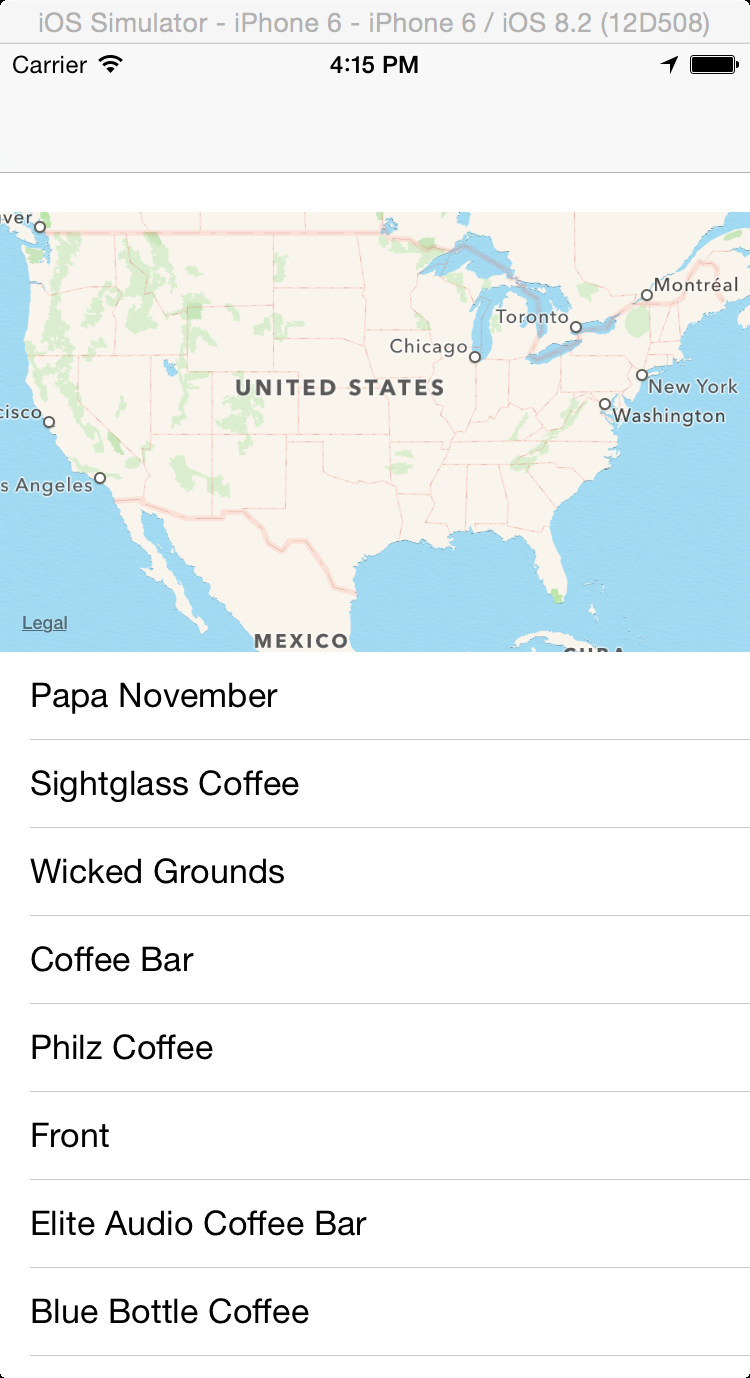 iOS Simulator - iPhone 6 - iPhone 6 / iOS 8.2 (12D508)
Carrier 4:15 PM
ver
Montréal
Toronto
Chicago
UNITED STATES
New York
cisco
Washington
s Angeles
Legal
MEXICO
CUBA
Papa November
Sightglass Coffee
Wicked Grounds
Coffee Bar
Philz Coffee
Front
Elite Audio Coffee Bar
Blue Bottle Coffee